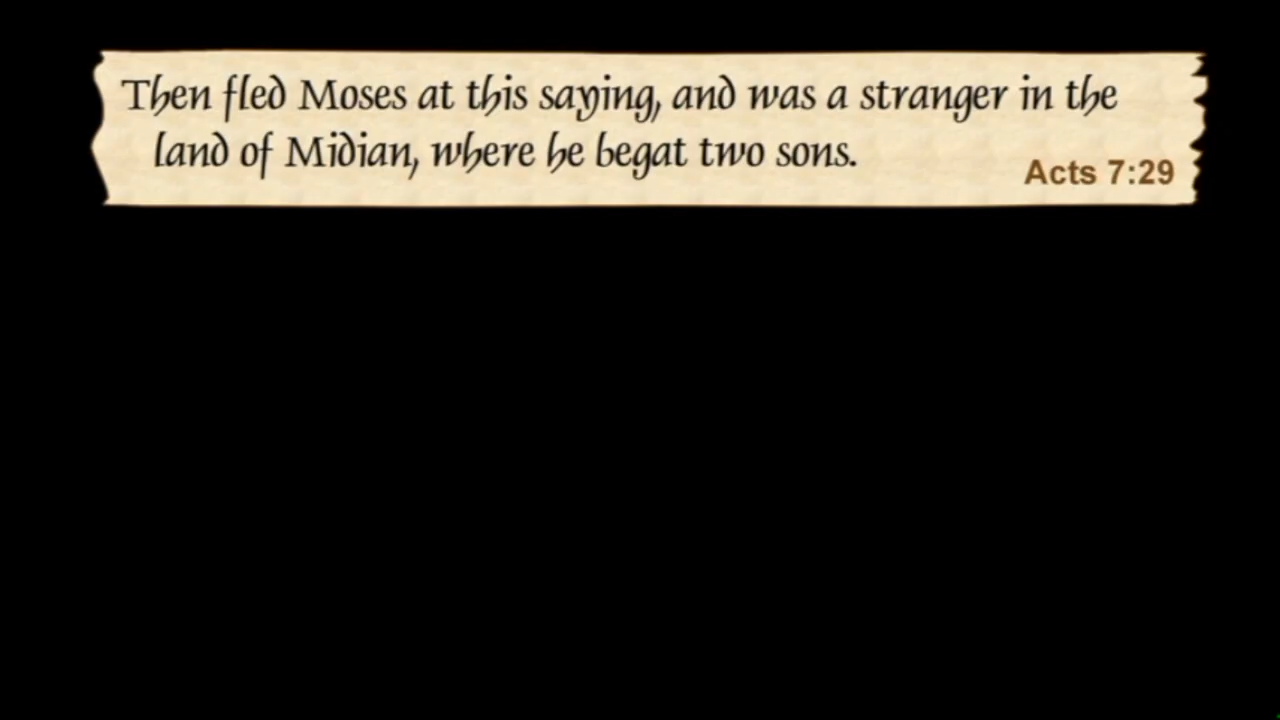 Then fled Moses at this saying, and was a stranger in the
land of Midian, where he begat two sons.
Acts 7:29